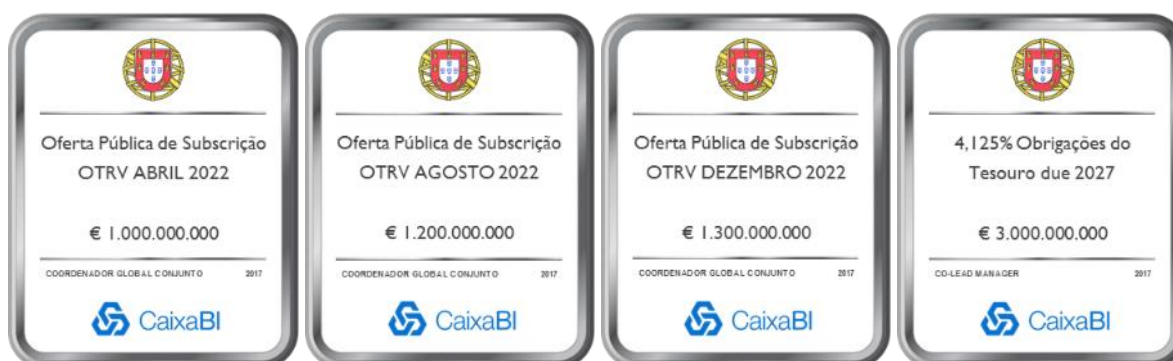 Oferta Pública de Subscrição
OTRV ABRIL 2022
€ 1.000.000.000
COORDENADOR GLOBAL CONJUNTO 2017
CaixaBI
Oferta Pública de Subscrição
OTRV AGOSTO 2022
€ 1.200.000.000
COORDENADOR GLOBAL CONJUNTO 2017
CaixaBI
Oferta Pública de Subscrição
OTRV DEZEMBRO 2022
€ 1.300.000.000
COORDENADOR GLOBAL CONJUNTO 2017
CaixaBI
4,125% Obrigações do
Tesouro due 2027
€ 3.000.000.000
CO-LEAD MANAGER 2017
CaixaBI